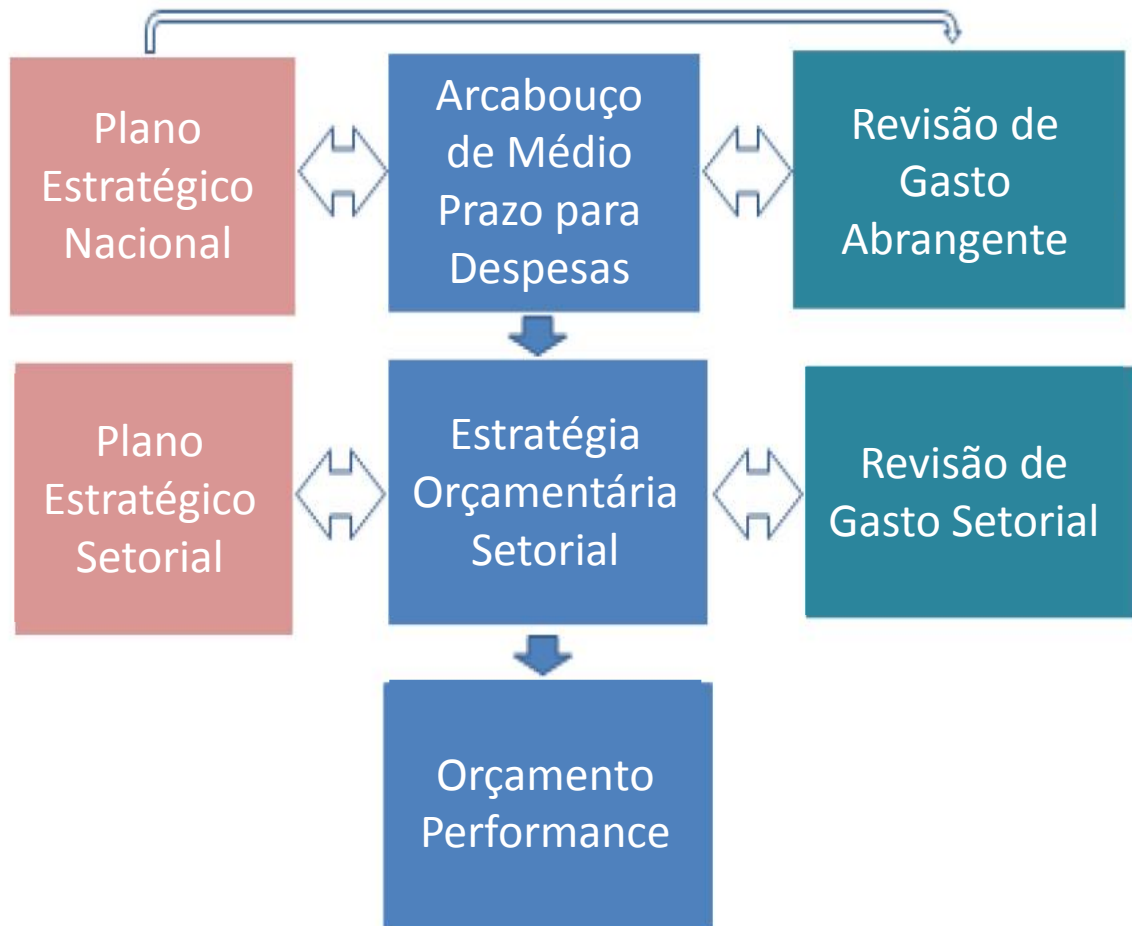 Plano
Estratégico
Nacional
Arcabouço
de Médio
Prazo para
Despesas
Revisão de
Gasto
Abrangente
Plano
Estratégico
Setorial
Estratégia
Orçamentária
Setorial
Revisão de
Gasto Setorial
Orçamento
Performance